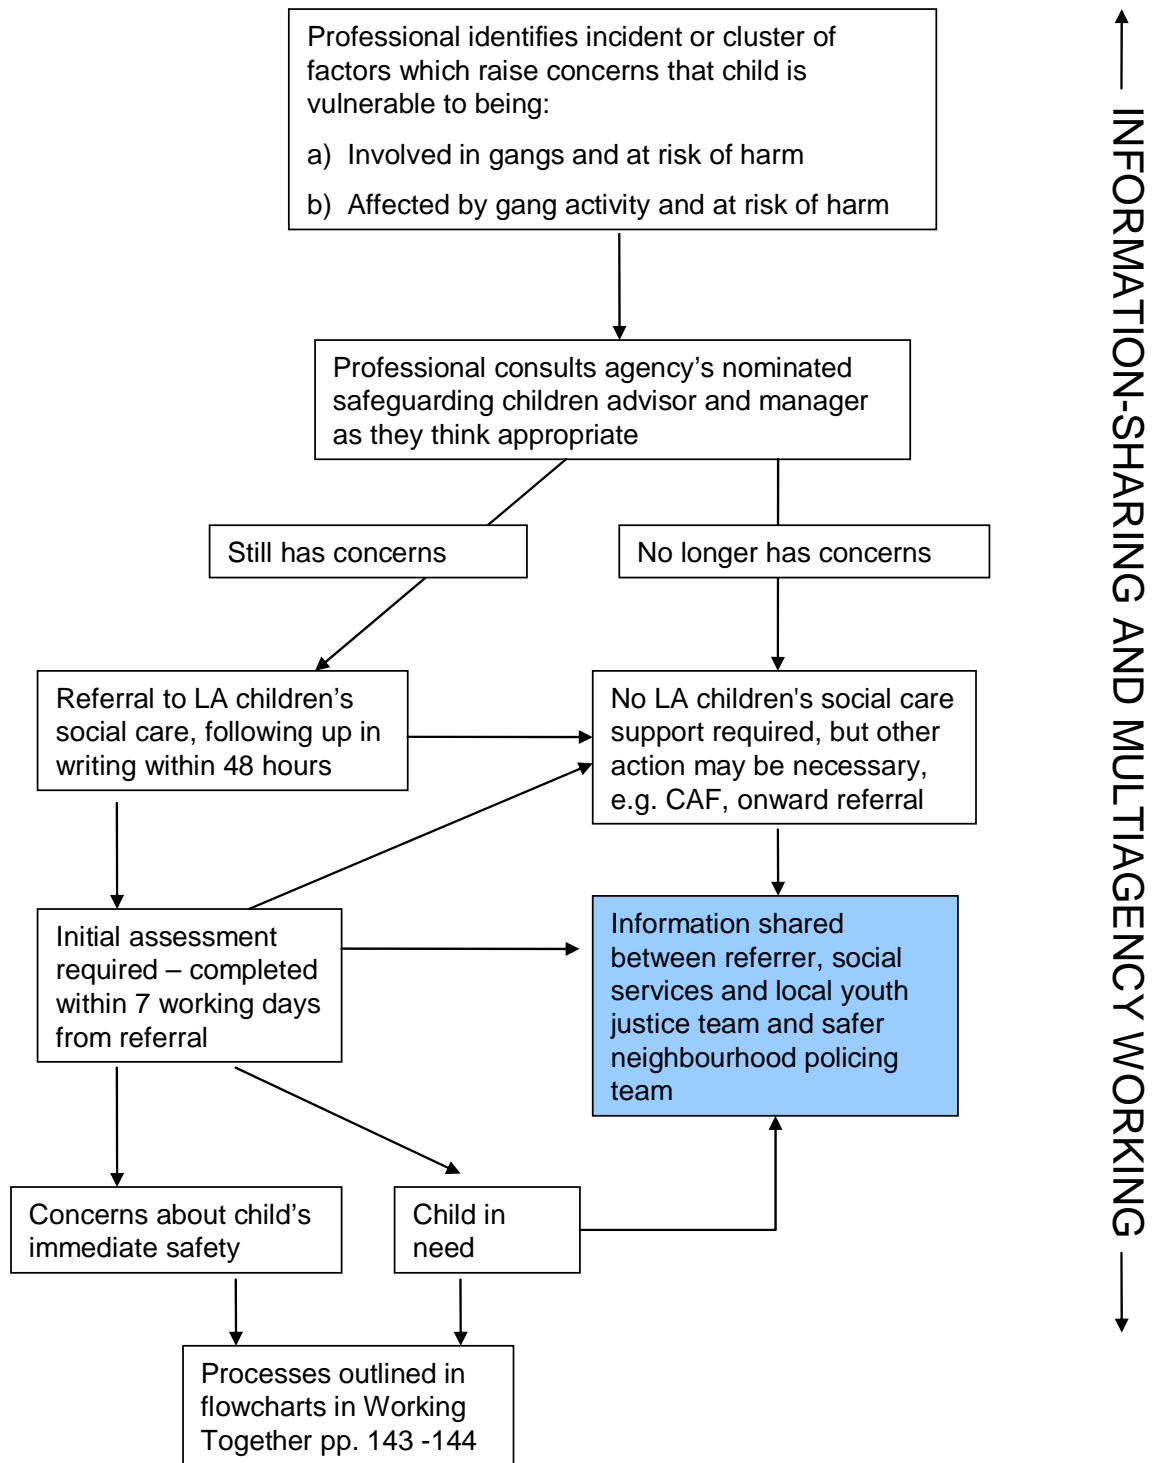 Professional identifies incident or cluster of
factors which raise concerns that child is
vulnerable to being:
a) Involved in gangs and at risk of harm
b) Affected by gang activity and at risk of harm
Professional consults agency’s nominated
safeguarding children advisor and manager
as they think appropriate
Still has concerns
No longer has concerns
Referral to LA children’s
social care, following up in
writing within 48 hours
No LA children's social care
support required, but other
action may be necessary,
e.g. CAF, onward referral
Initial assessment
required – completed
within 7 working days
from referral
Information shared
between referrer, social
services and local youth
justice team and safer
neighbourhood policing
team
Concerns about child’s
immediate safety
Child in
need
Processes outlined in
flowcharts in Working
Together pp. 143 -144
INFORMATION-SHARING AND MULTIAGENCY WORKING